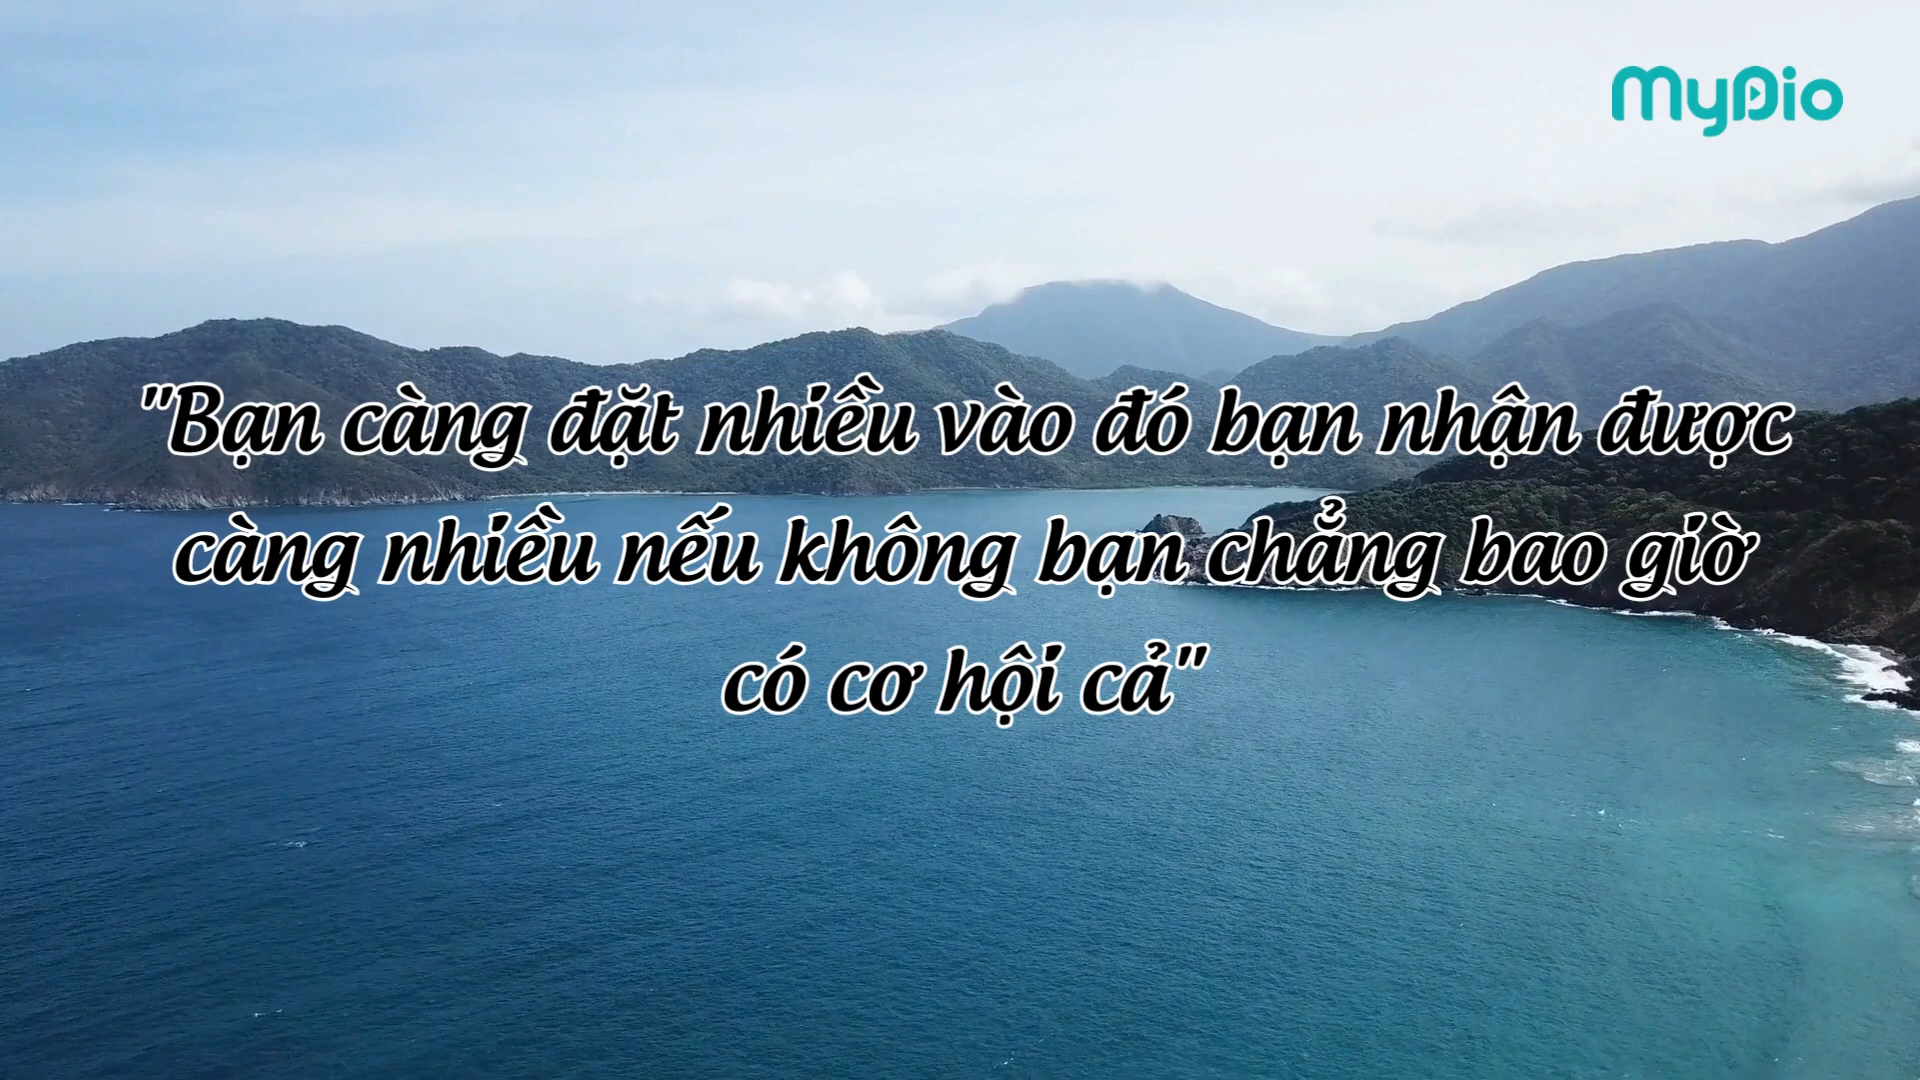 MyDio
"Bạn càng đặt nhiều vào đó bạn nhận được
càng nhiều nếu không bạn chẳng bao giờ
có cơ hội cả"